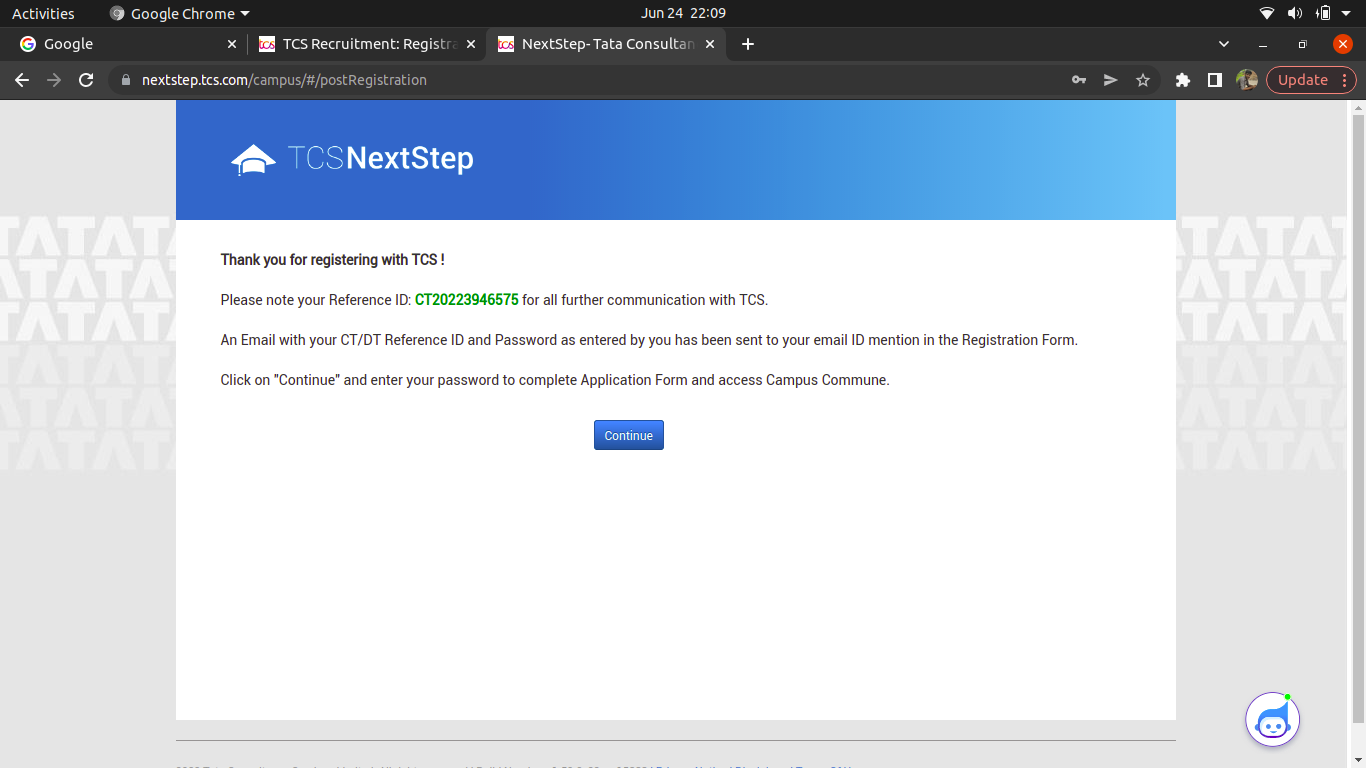 Activities
Google Chrome
Jun 24 22:09
Google
TCS Recruitment: Registra
NextStep- Tata Consultan
nextstep.tcs.com/campus/#/postRegistration
Update
TCSNextStep
Thank you for registering with TCS !
Please note your Reference ID: CT20223946575 for all further communication with TCS.
An Email with your CT/DT Reference ID and Password as entered by you has been sent to your email ID mention in the Registration Form.
Click on "Continue" and enter your password to complete Application Form and access Campus Commune.
Continue